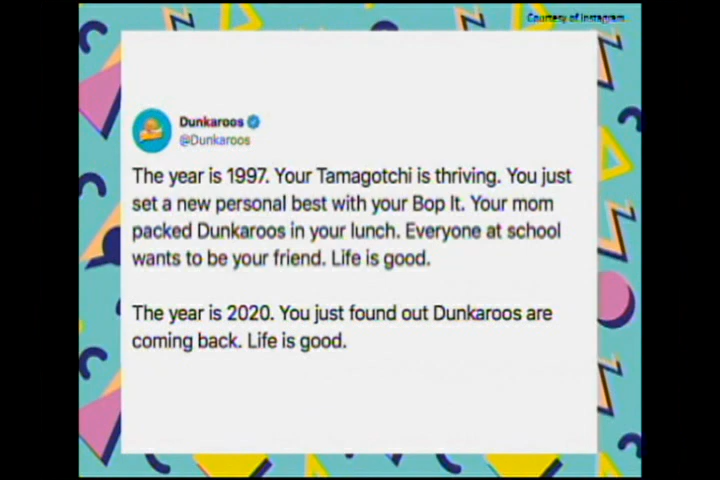 Courtesy of Instagram
Dunkaroos
@Dunkaroos
The year is 1997. Your Tamagotchi is thriving. You just
set a new personal best with your Bop It. Your mom
packed Dunkaroos in your lunch. Everyone at school
wants to be your friend. Life is good.
The year is 2020. You just found out Dunkaroos are
coming back. Life is good.